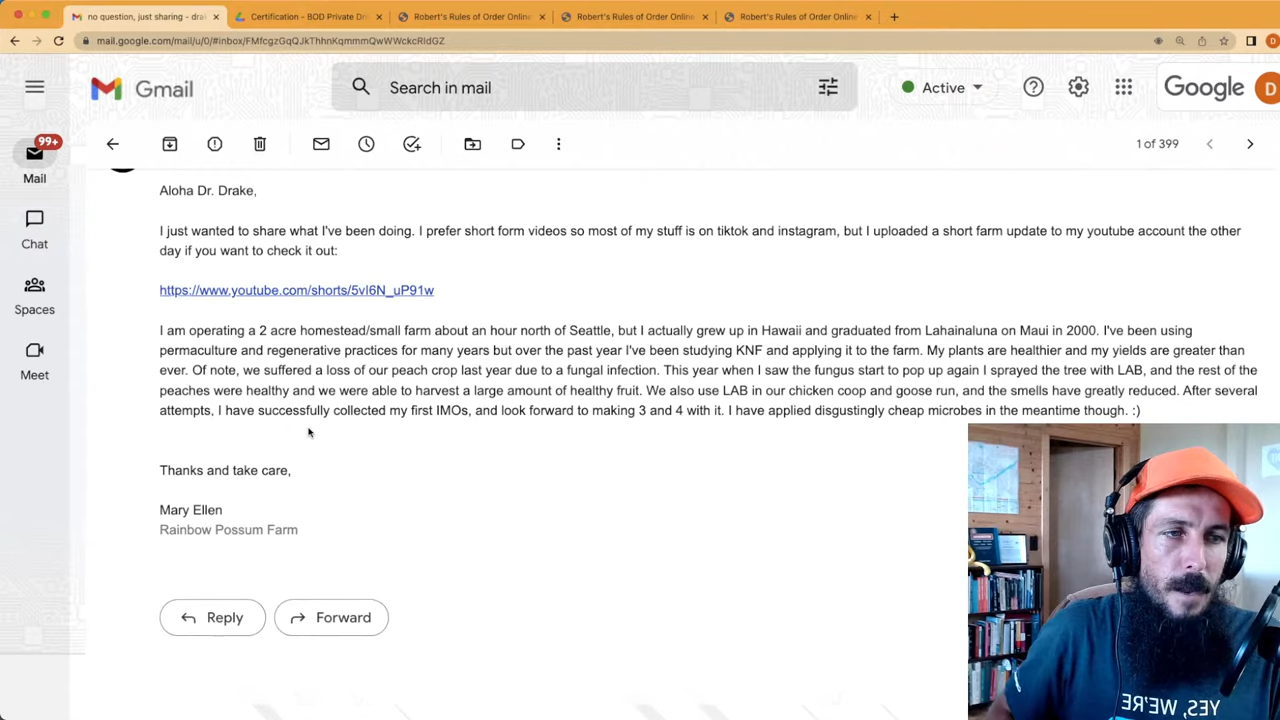 no question, just sharing - drai
Certification - BOD Private Dri
Robert's Rules of Order Online
Robert's Rules of Order Online
Robert's Rules of Order Online
mail.google.com/mail/u/0/#inbox/FMfcgzGqQJkThhnKqmmmQwWWckcRldGZ
Gmail
Search in mail
Active
Google
D
99+
Mail
Chat
Spaces
Meet
1 of 399
Aloha Dr. Drake,
I just wanted to share what I've been doing. I prefer short form videos so most of my stuff is on tiktok and instagram, but I uploaded a short farm update to my youtube account the other
day if you want to check it out:
https://www.youtube.com/shorts/5vI6N_uP91w
I am operating a 2 acre homestead/small farm about an hour north of Seattle, but I actually grew up in Hawaii and graduated from Lahainaluna on Maui in 2000. I've been using
permaculture and regenerative practices for many years but over the past year I've been studying KNF and applying it to the farm. My plants are healthier and my yields are greater than
ever. Of note, we suffered a loss of our peach crop last year due to a fungal infection. This year when I saw the fungus start to pop up again I sprayed the tree with LAB, and the rest of the
peaches were healthy and we were able to harvest a large amount of healthy fruit. We also use LAB in our chicken coop and goose run, and the smells have greatly reduced. After several
attempts, I have successfully collected my first IMOs, and look forward to making 3 and 4 with it. I have applied disgustingly cheap microbes in the meantime though. :)
Thanks and take care,
Mary Ellen
Rainbow Possum Farm
Reply
Forward
YES, WE'RE